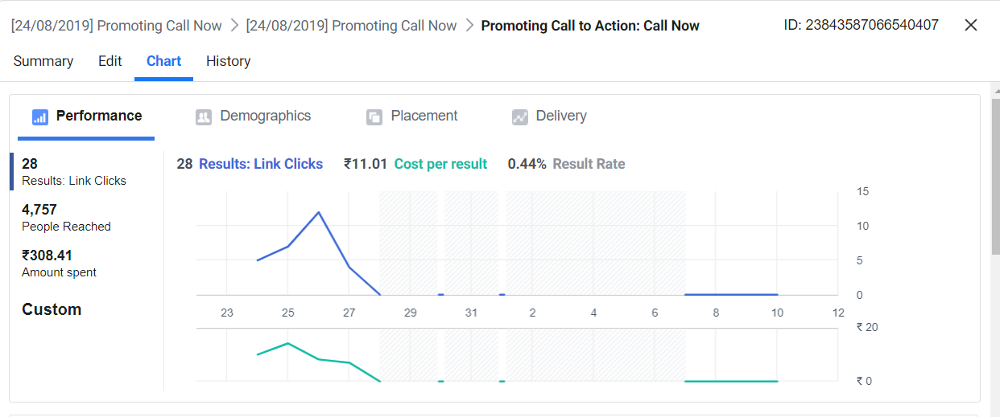 [24/08/2019] Promoting Call Now > [24/08/2019] Promoting Call Now > Promoting Call to Action: Call Now ID: 23843587066540407
Summary Edit Chart History
Performance Demographics Placement Delivery
28
Results: Link Clicks
4,757
People Reached
₹308.41
Amount spent
Custom
28 Results: Link Clicks ₹11.01 Cost per result 0.44% Result Rate
15
10
5
0
23 25 27 29 31 2 4 6 8 10 12
₹ 20
₹ 0